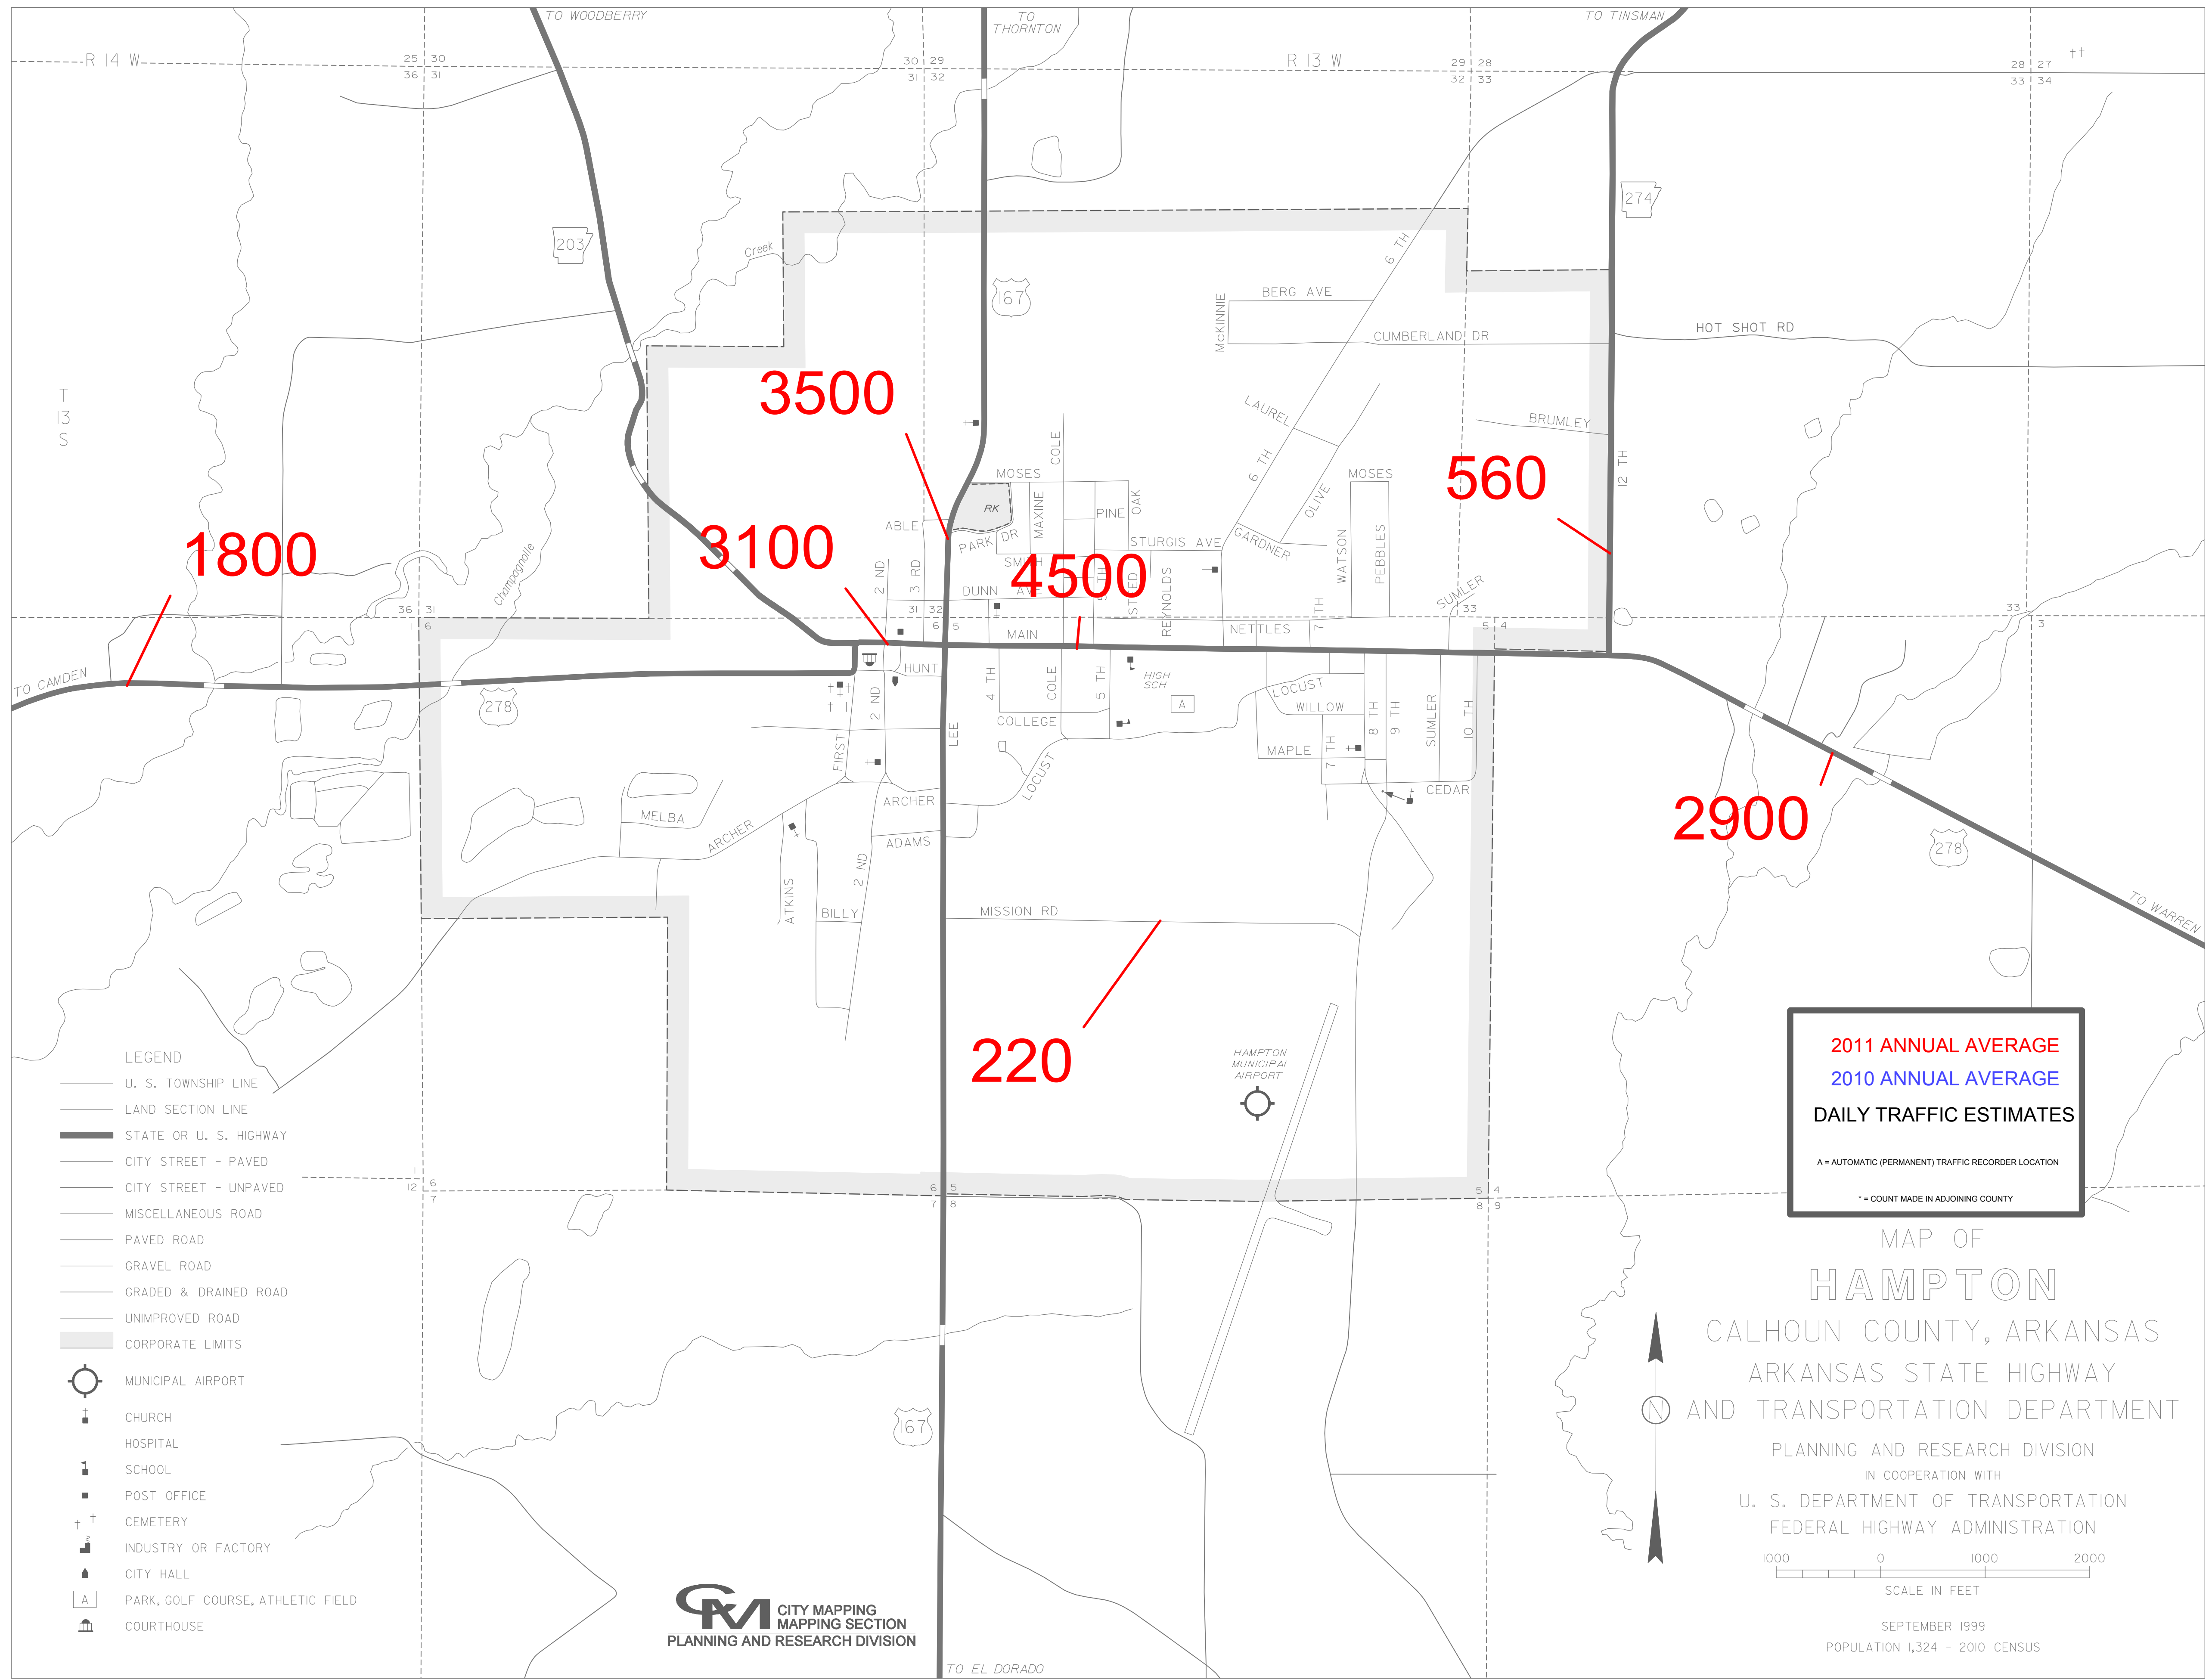 TO WOODBERRY
TO
THORNTON
TO TINSMAN
R 14 W
R 13 W
25 30
36 31
30 29
31 32
29 28
32 33
28 27
33 34
203
274
Creek
167
6 TH
BERG AVE
McKINNIE
CUMBERLAND DR
HOT SHOT RD
T
13
S
3500
LAUREL
BRUMLEY
COLE
MOSES
MOSES
6 TH
560
12 TH
RK
MAXINE
OAK
PINE
OLIVE
ABLE
PARK DR
STURGIS AVE
GARDNER
WATSON
PEBBLES
1800
3100
4500
Champagnolle
2 ND
3 RD
DUNN AVE
REYNOLDS
SUMLER
36 31
1 6
31 32
6 5
33
5 4
33
3
MAIN
NETTLES
7 TH
TO CAMDEN
278
HUNT
2 ND
4 TH
COLE
5 TH
HIGH
SCH
A
LOCUST
WILLOW
COLLEGE
LEE
FIRST
8 TH
9 TH
SUMLER
10 TH
MAPLE
7 TH
LOCUST
CEDAR
ARCHER
MELBA
ARCHER
ADAMS
2900
278
2 ND
ATKINS
BILLY
MISSION RD
TO WARREN
220
HAMPTON
MUNICIPAL
AIRPORT
1 6
12 7
6 5
7 8
5 4
8 9
167
TO EL DORADO
LEGEND
U. S. TOWNSHIP LINE
LAND SECTION LINE
STATE OR U. S. HIGHWAY
CITY STREET - PAVED
CITY STREET - UNPAVED
MISCELLANEOUS ROAD
PAVED ROAD
GRAVEL ROAD
GRADED & DRAINED ROAD
UNIMPROVED ROAD
CORPORATE LIMITS
MUNICIPAL AIRPORT
CHURCH
HOSPITAL
SCHOOL
POST OFFICE
CEMETERY
INDUSTRY OR FACTORY
CITY HALL
A PARK, GOLF COURSE, ATHLETIC FIELD
COURTHOUSE
CM
CITY MAPPING
MAPPING SECTION
PLANNING AND RESEARCH DIVISION
2011 ANNUAL AVERAGE
2010 ANNUAL AVERAGE
DAILY TRAFFIC ESTIMATES
A = AUTOMATIC (PERMANENT) TRAFFIC RECORDER LOCATION
* = COUNT MADE IN ADJOINING COUNTY
MAP OF
HAMPTON
CALHOUN COUNTY, ARKANSAS
ARKANSAS STATE HIGHWAY
N
AND TRANSPORTATION DEPARTMENT
PLANNING AND RESEARCH DIVISION
IN COOPERATION WITH
U. S. DEPARTMENT OF TRANSPORTATION
FEDERAL HIGHWAY ADMINISTRATION
1000 0 1000 2000
SCALE IN FEET
SEPTEMBER 1999
POPULATION 1,324 - 2010 CENSUS